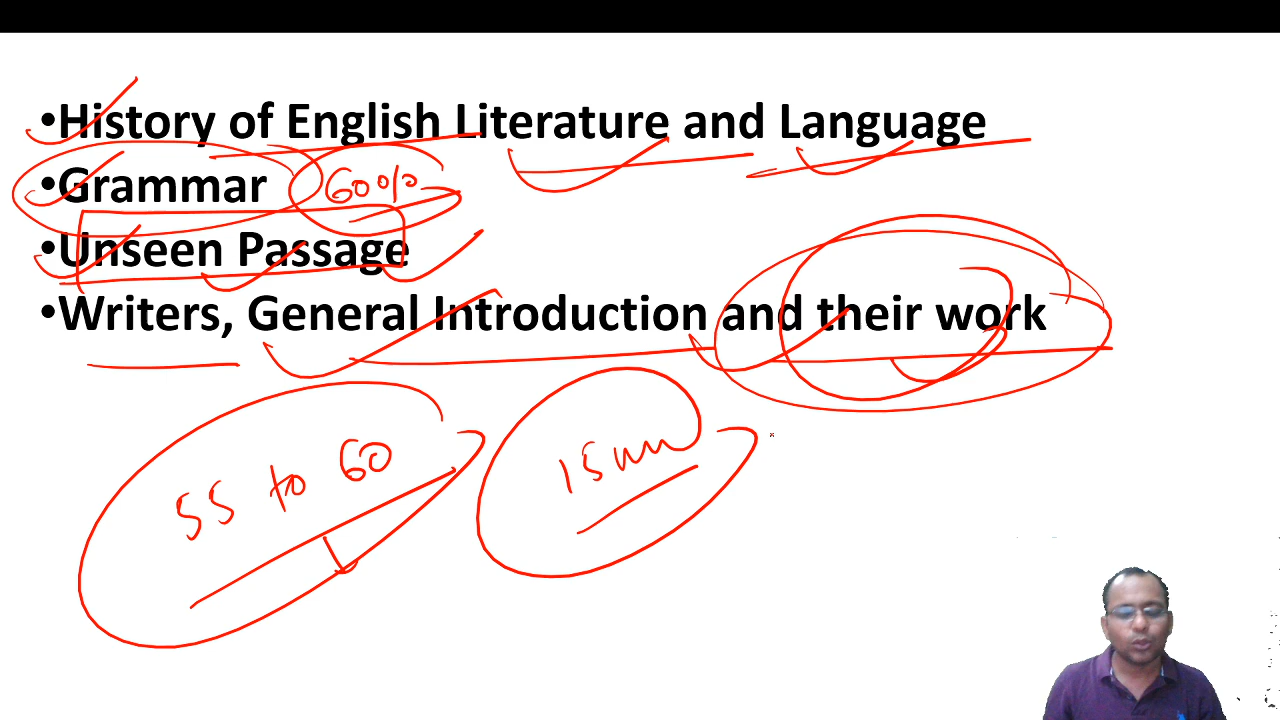 •History of English Literature and Language
•Grammar 60%
•Unseen Passage
•Writers, General Introduction and their work
55 to 60
15